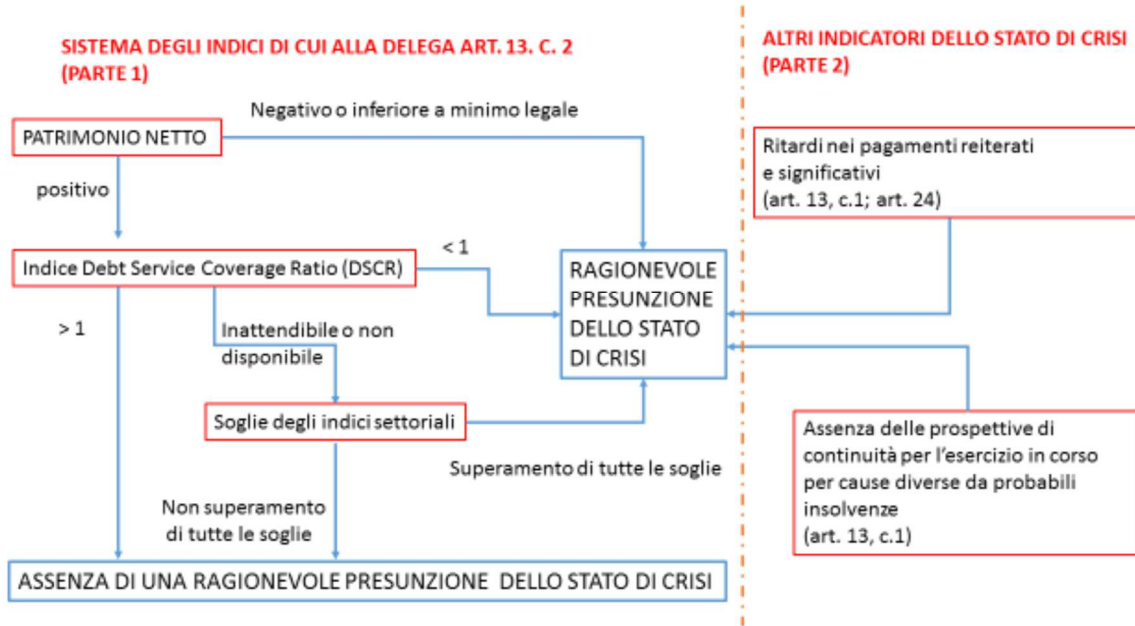 SISTEMA DEGLI INDICI DI CUI ALLA DELEGA ART. 13. C. 2
(PARTE 1)
Negativo o inferiore a minimo legale
PATRIMONIO NETTO
positivo
Indice Debt Service Coverage Ratio (DSCR)
< 1
> 1
Inattendibile o non
disponibile
RAGIONEVOLE
PRESUNZIONE
DELLO STATO
DI CRISI
Soglie degli indici settoriali
Superamento di tutte le soglie
Non superamento
di tutte le soglie
ASSENZA DI UNA RAGIONEVOLE PRESUNZIONE DELLO STATO DI CRISI
ALTRI INDICATORI DELLO STATO DI CRISI
(PARTE 2)
Ritardi nei pagamenti reiterati
e significativi
(art. 13, c.1; art. 24)
Assenza delle prospettive di
continuità per l'esercizio in corso
per cause diverse da probabili
insolvenze
(art. 13, c.1)